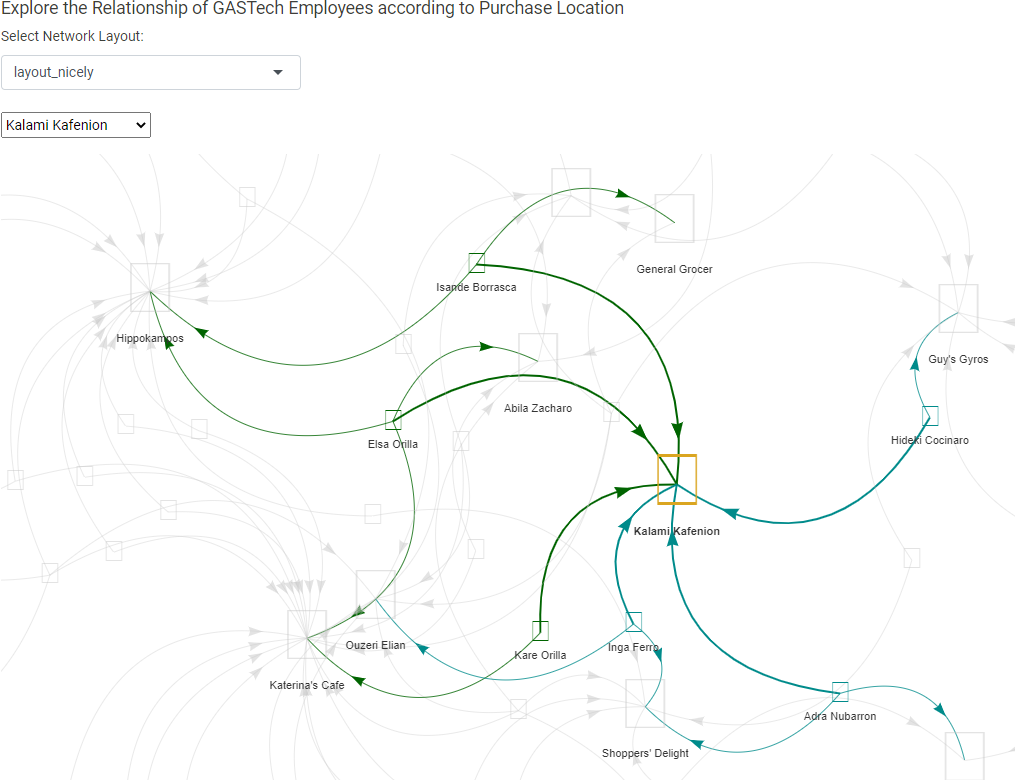 Explore the Relationship of GASTech Employees according to Purchase Location
Select Network Layout:
layout_nicely
Kalami Kafenion
General Grocer
Isande Borrasca
Hippokampos
Guy's Gyros
Abila Zacharo
Elsa Orilla
Hideki Cocinaro
Kalami Kafenion
Ouzeri Elian
Inga Ferro
Kare Orilla
Katerina's Cafe
Adra Nubarron
Shoppers' Delight